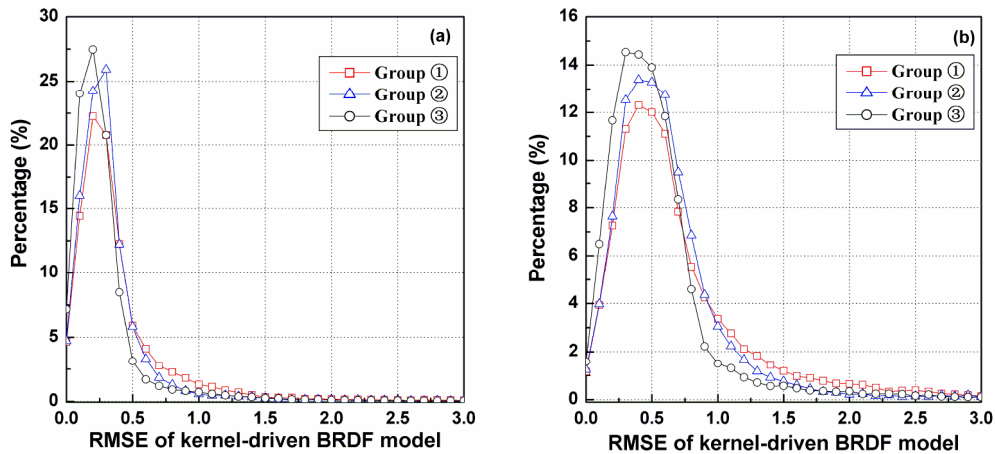 (a)
Group ①
Group ②
Group ③
Percentage (%)
30
25
20
15
10
5
0
0.0 0.5 1.0 1.5 2.0 2.5 3.0
RMSE of kernel-driven BRDF model
(b)
Group ①
Group ②
Group ③
Percentage (%)
16
14
12
10
8
6
4
2
0
0.0 0.5 1.0 1.5 2.0 2.5 3.0
RMSE of kernel-driven BRDF model